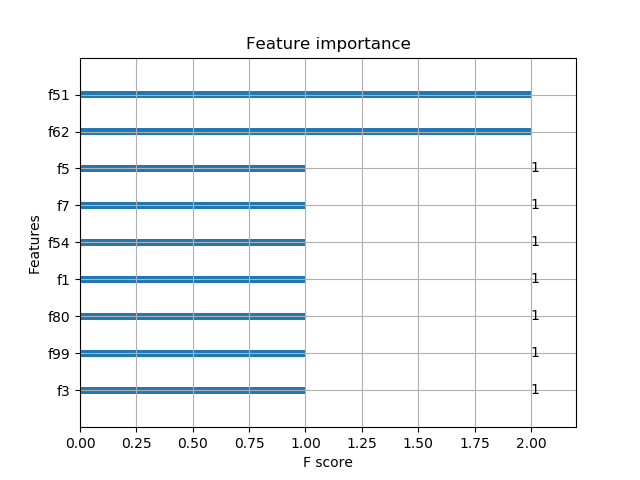 Feature importance
Features
f51
f62
f5 1
f7 1
f54 1
f1 1
f80 1
f99 1
f3 1
0.00 0.25 0.50 0.75 1.00 1.25 1.50 1.75 2.00
F score